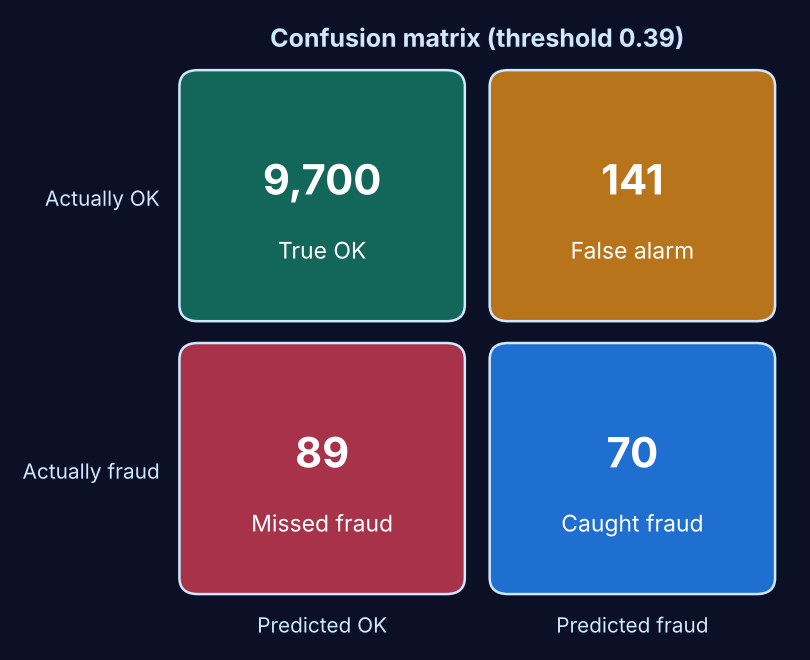 Confusion matrix (threshold 0.39)
Actually OK
9,700
True OK
141
False alarm
Actually fraud
89
Missed fraud
70
Caught fraud
Predicted OK
Predicted fraud